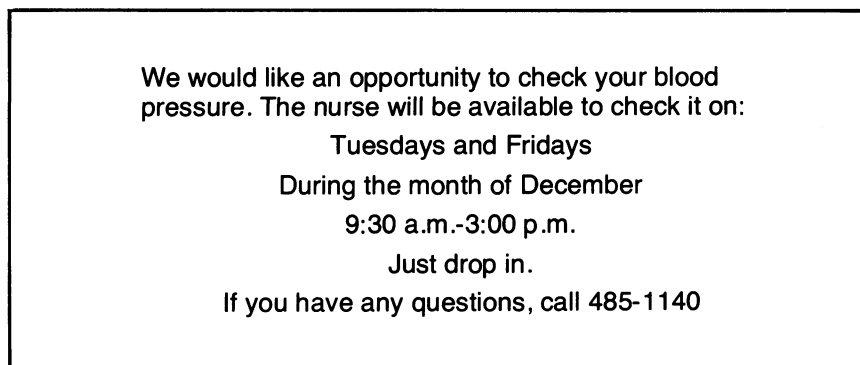 We would like an opportunity to check your blood
pressure. The nurse will be available to check it on:
Tuesdays and Fridays
During the month of December
9:30 a.m.-3:00 p.m.
Just drop in.
If you have any questions, call 485-1140